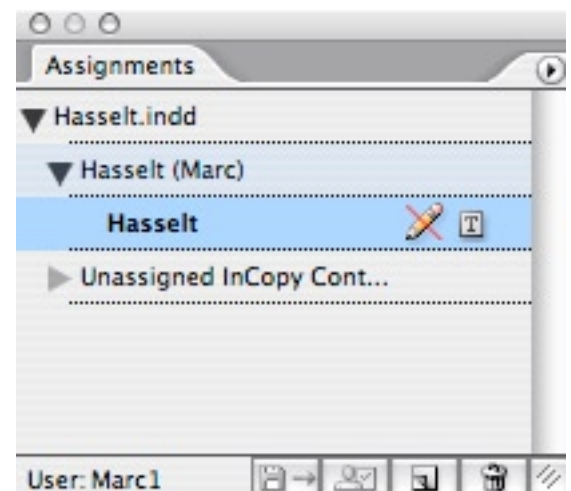 Assignments
Hasselt.indd
Hasselt (Marc)
Hasselt
T
Unassigned InCopy Cont...
User: Marc1